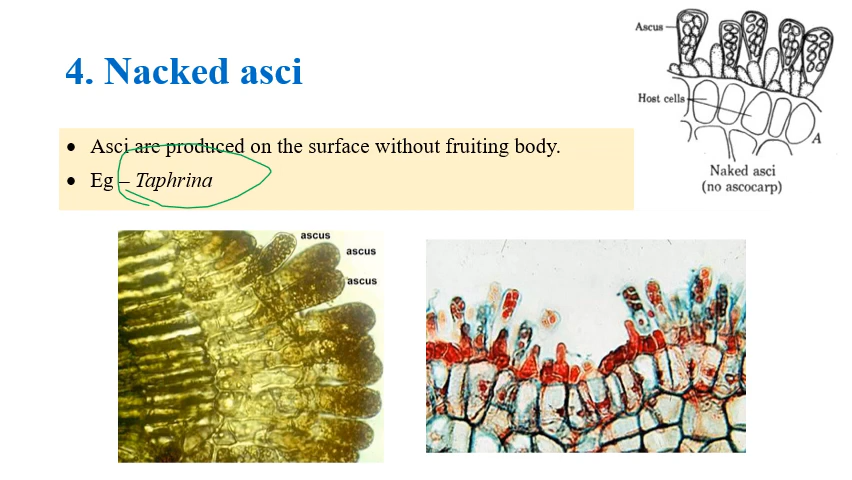 4. Nacked asci
• Asci are produced on the surface without fruiting body.
• Eg – Taphrina
Ascus
Host cells
A
Naked asci
(no ascocarp)
ascus
ascus
ascus